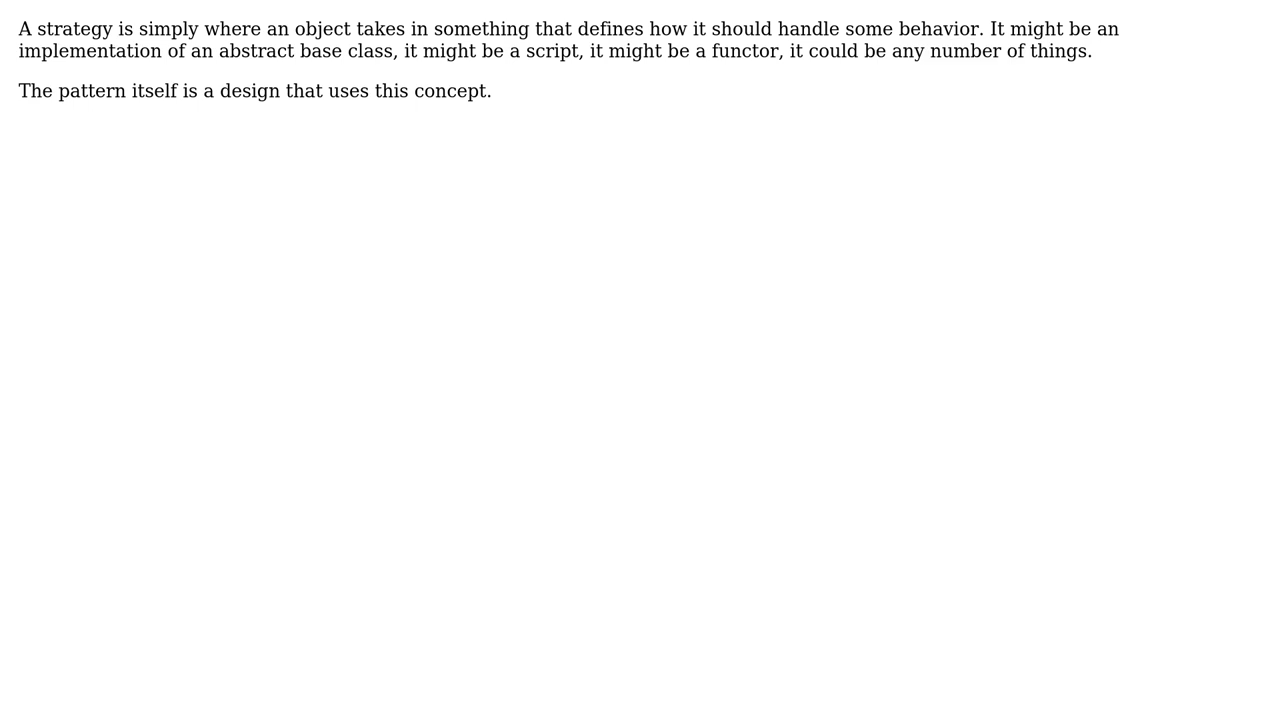 A strategy is simply where an object takes in something that defines how it should handle some behavior. It might be an
implementation of an abstract base class, it might be a script, it might be a functor, it could be any number of things.
The pattern itself is a design that uses this concept.